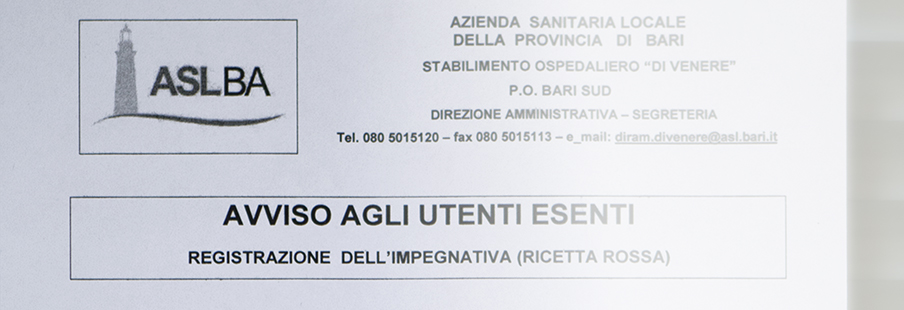 ASLBA
AZIENDA SANITARIA LOCALE
DELLA PROVINCIA DI BARI
STABILIMENTO OSPEDALIERO “DI VENERE”
P.O. BARI SUD
DIREZIONE AMMINISTRATIVA – SEGRETERIA
Tel. 080 5015120 – fax 080 5015113 – e_mail: diram.divenere@asl.bari.it
AVVISO AGLI UTENTI ESENTI
REGISTRAZIONE DELL’IMPEGNATIVA (RICETTA ROSSA)